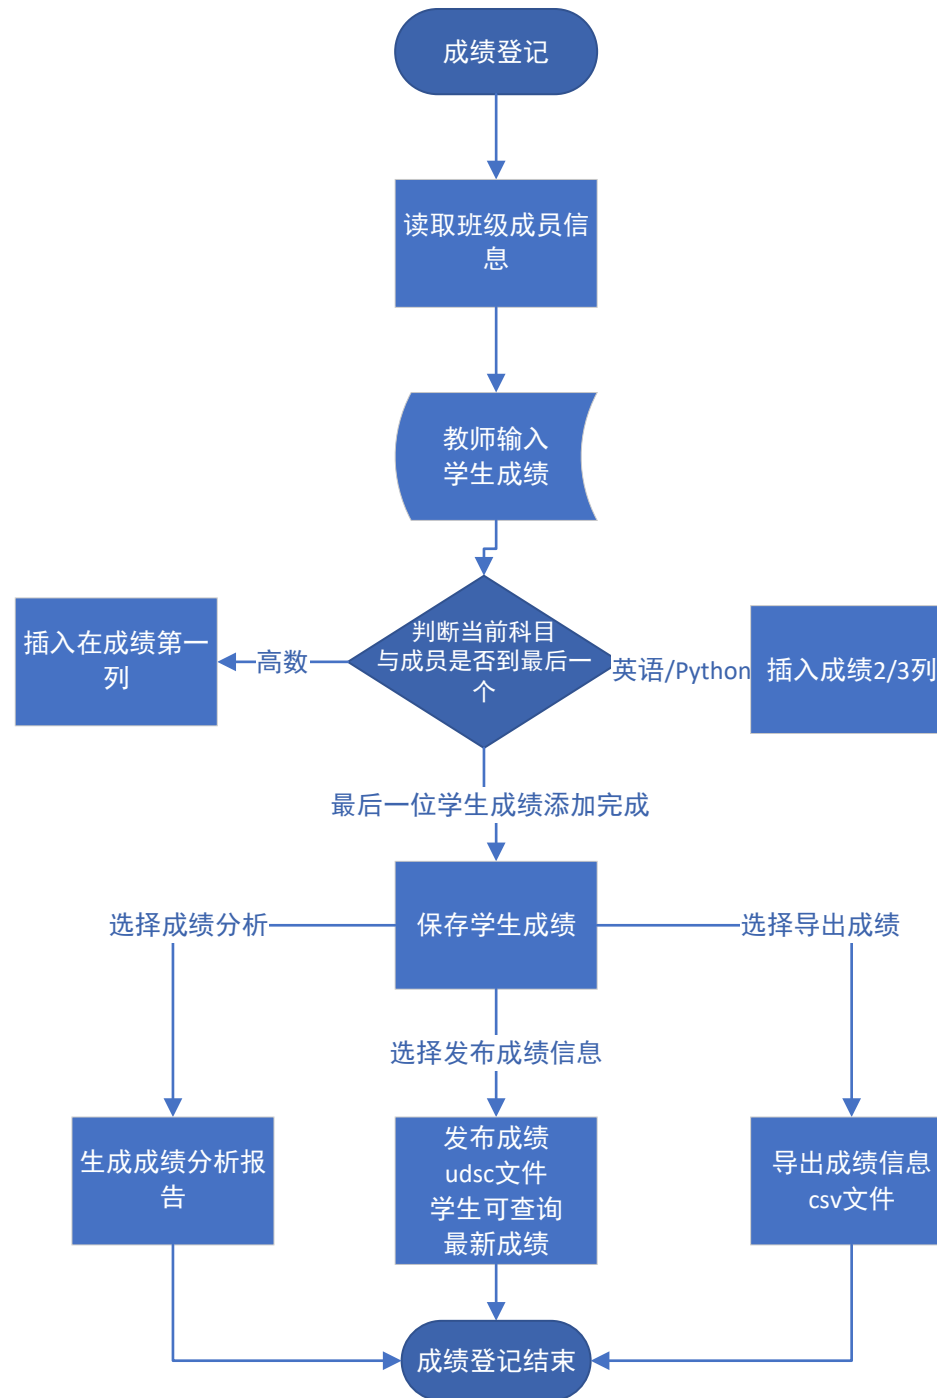 成绩登记
读取班级成员信
息
教师输入
学生成绩
判断当前科目
与成员是否到最后一
个
插入在成绩第一
列
高数
英语/Python
插入成绩2/3列
最后一位学生成绩添加完成
保存学生成绩
选择成绩分析
选择导出成绩
选择发布成绩信息
生成成绩分析报
告
发布成绩
udsc文件
学生可查询
最新成绩
导出成绩信息
csv文件
成绩登记结束